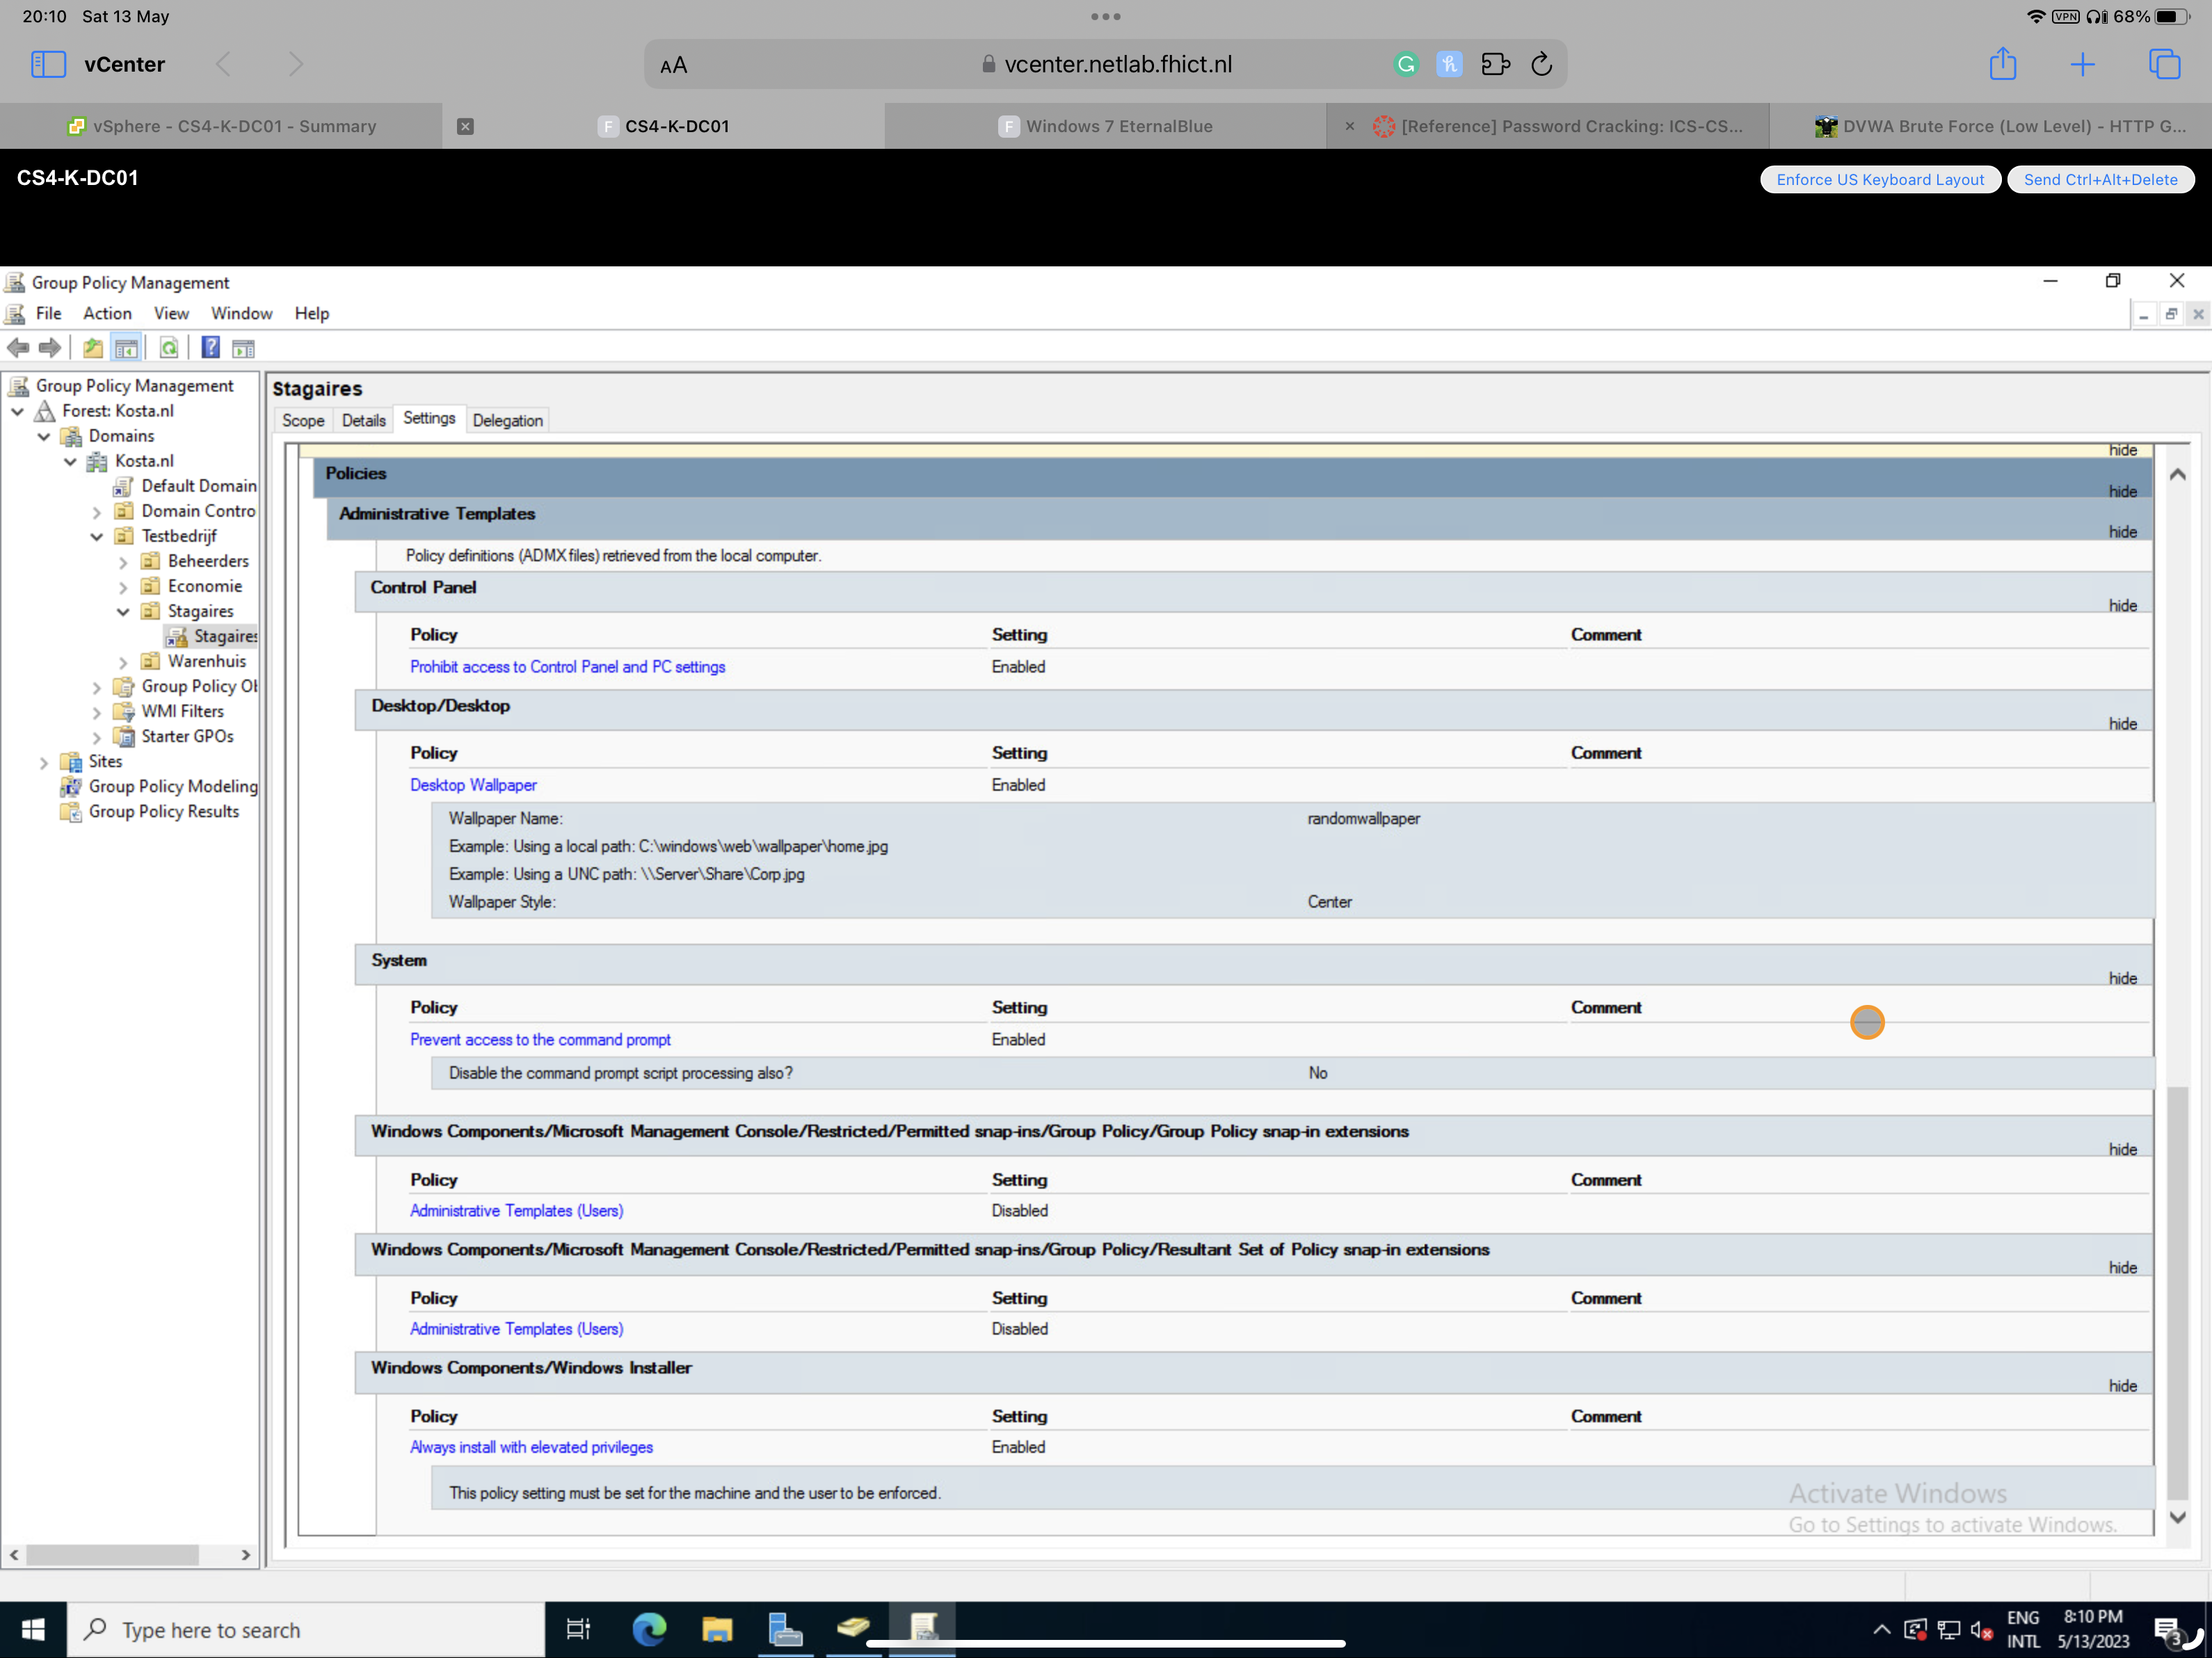 20:10 Sat 13 May
VPN 68%
vCenter
AA vcenter.netlab.fhict.nl
vSphere - CS4-K-DC01 - Summary
CS4-K-DC01
Windows 7 EternalBlue
[Reference] Password Cracking: ICS-CS...
DVWA Brute Force (Low Level) - HTTP G...
CS4-K-DC01
Enforce US Keyboard Layout
Send Ctrl+Alt+Delete
Group Policy Management
File Action View Window Help
Group Policy Management
Forest: Kosta.nl
Domains
Kosta.nl
Default Domain
Domain Contro
Testbedrijf
Beheerders
Economie
Stagaires
Stagaires
Warenhuis
Group Policy Ob
WMI Filters
Starter GPOs
Sites
Group Policy Modeling
Group Policy Results
Stagaires
Scope Details Settings Delegation
hide
Policies
hide
Administrative Templates
hide
Policy definitions (ADMX files) retrieved from the local computer.
Control Panel
hide
Policy Setting Comment
Prohibit access to Control Panel and PC settings Enabled
Desktop/Desktop
hide
Policy Setting Comment
Desktop Wallpaper Enabled
Wallpaper Name: randomwallpaper
Example: Using a local path: C:\windows\web\wallpaper\home.jpg
Example: Using a UNC path: \\Server\Share\Corp.jpg
Wallpaper Style: Center
System
hide
Policy Setting Comment
Prevent access to the command prompt Enabled
Disable the command prompt script processing also? No
Windows Components/Microsoft Management Console/Restricted/Permitted snap-ins/Group Policy/Group Policy snap-in extensions
hide
Policy Setting Comment
Administrative Templates (Users) Disabled
Windows Components/Microsoft Management Console/Restricted/Permitted snap-ins/Group Policy/Resultant Set of Policy snap-in extensions
hide
Policy Setting Comment
Administrative Templates (Users) Disabled
Windows Components/Windows Installer
hide
Policy Setting Comment
Always install with elevated privileges Enabled
This policy setting must be set for the machine and the user to be enforced.
Activate Windows
Go to Settings to activate Windows.
Type here to search
ENG
INTL
8:10 PM
5/13/2023
3